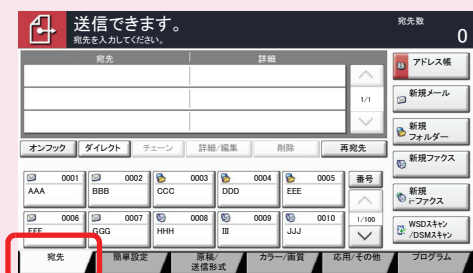 送信できます。
宛先を入力してください。
宛先数
0
宛先 詳細
1/1
オンフック ダイレクト チェーン 詳細/編集 削除 再宛先
0001 0002 0003 0004 0005 番号
AAA BBB CCC DDD EEE
0006 0007 0008 0009 0010 1/100
FFF GGG HHH III JJJ
アドレス帳
新規メール
新規
フォルダー
新規ファクス
新規
i-ファクス
WSDスキャン
/DSMスキャン
宛先 簡単設定 原稿/
送信形式 カラー/画質 応用/その他 プログラム